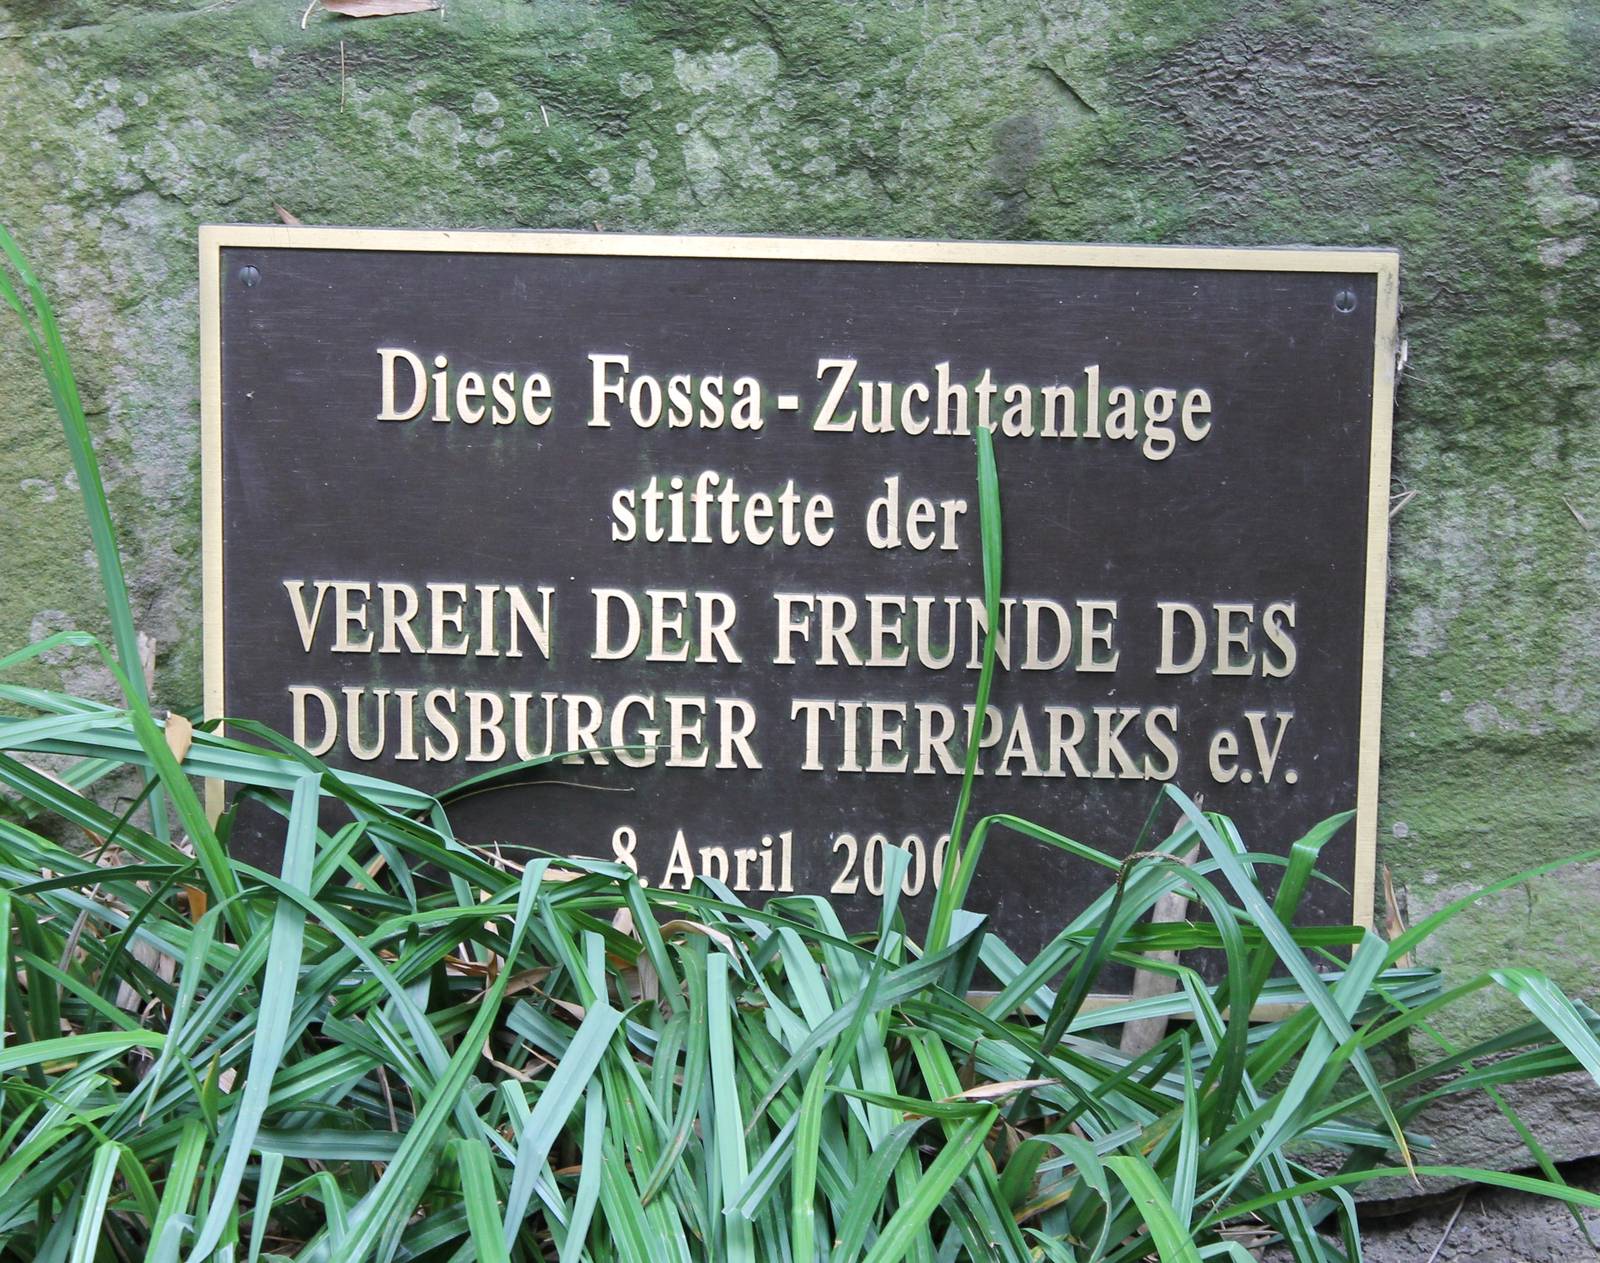 Diese Fossa-Zuchtanlage
stiftete der
VEREIN DER FREUNDE DES
DUISBURGER TIERPARKS e.V.
8. April 2000